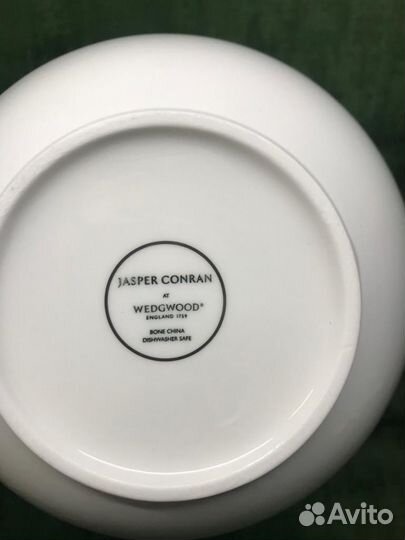 JASPER CONRAN
AT
WEDGWOOD®
ENGLAND 1759
BONE CHINA
DISHWASHER SAFE
Avito